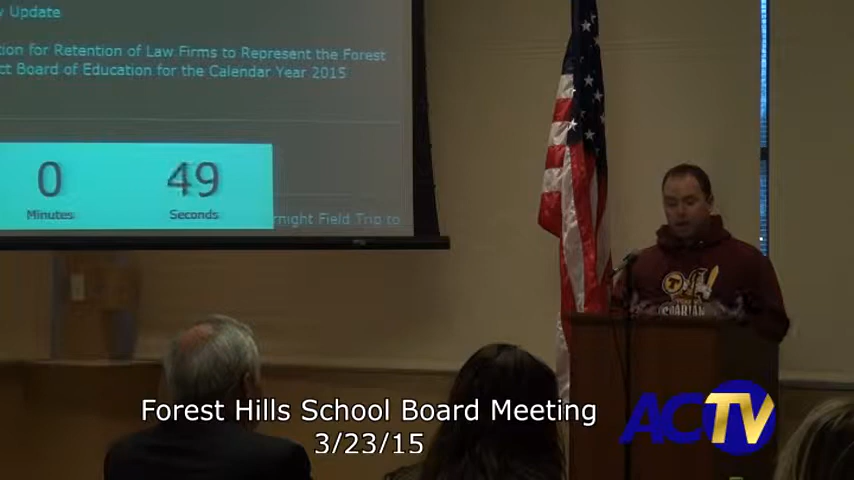 Update
tion for Retention of Law Firms to Represent the Forest
ct Board of Education for the Calendar Year 2015
0
Minutes
49
Seconds
rnight Field Trip to
T
Forest Hills School Board Meeting
3/23/15
ACTV